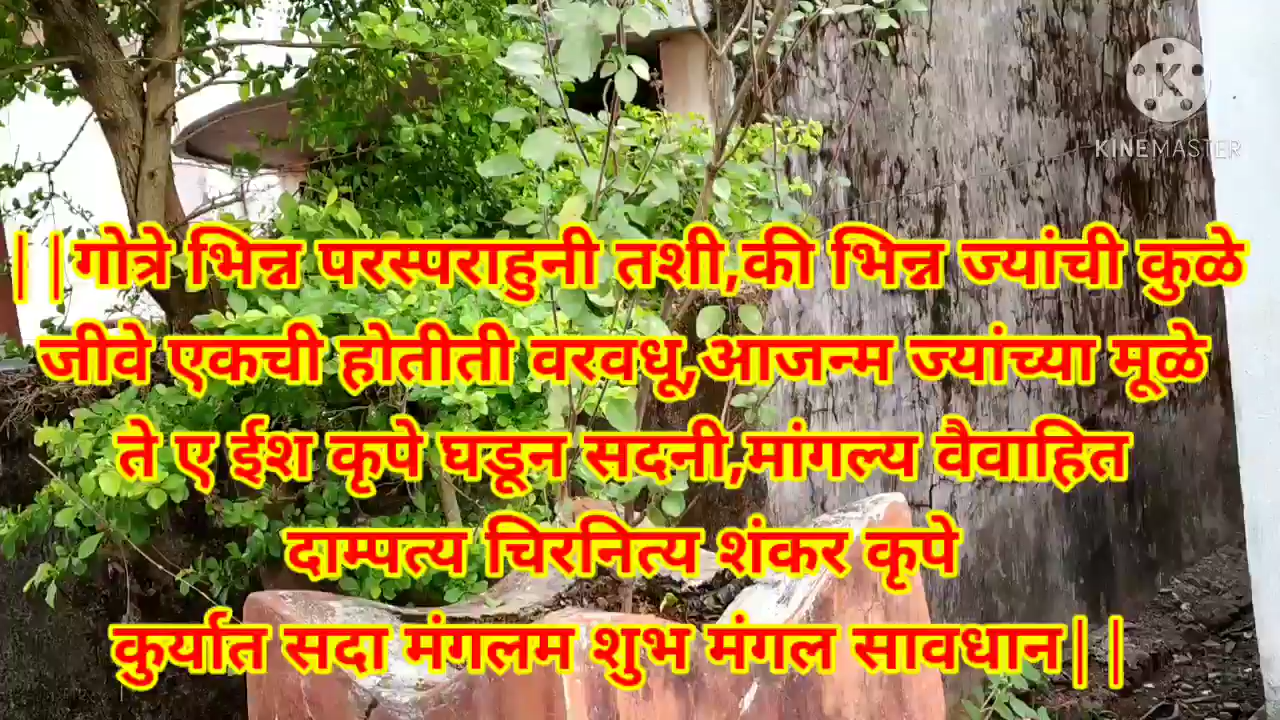 KINEMASTER
||गोत्रे भिन्न परस्पराहुनी तशी,की भिन्न ज्यांची कुळे
जीवे एकची होतीती वरवधू,आजन्म ज्यांच्या मूळे
ते ए ईश कृपे घडून सदनी,मांगल्य वैवाहित
दाम्पत्य चिरनित्य शंकर कृपे
कुर्यात सदा मंगलम शुभ मंगल सावधान||